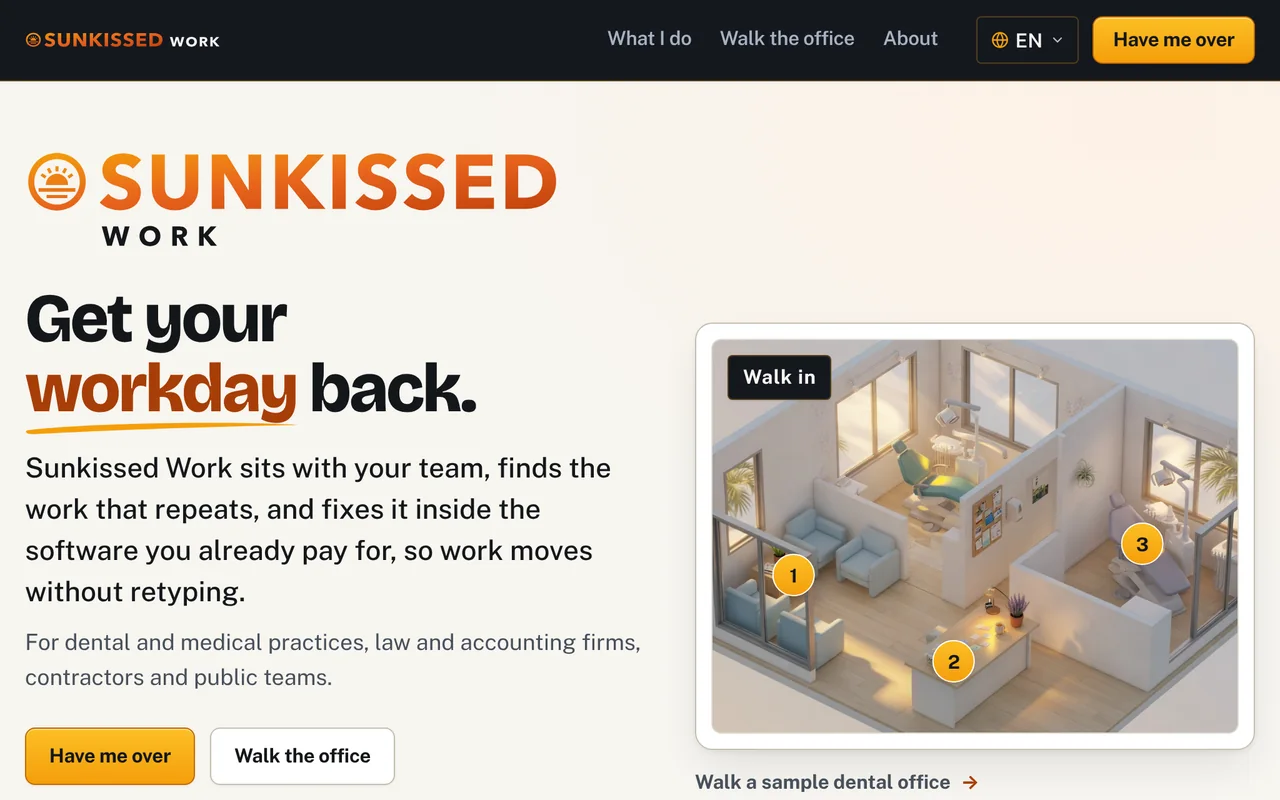 SUNKISSED WORK
What I do
Walk the office
About
EN
Have me over
SUNKISSED
WORK
Get your
workday back.
Sunkissed Work sits with your team, finds the
work that repeats, and fixes it inside the
software you already pay for, so work moves
without retyping.
For dental and medical practices, law and accounting firms,
contractors and public teams.
Have me over
Walk the office
Walk in
1
2
3
Walk a sample dental office →